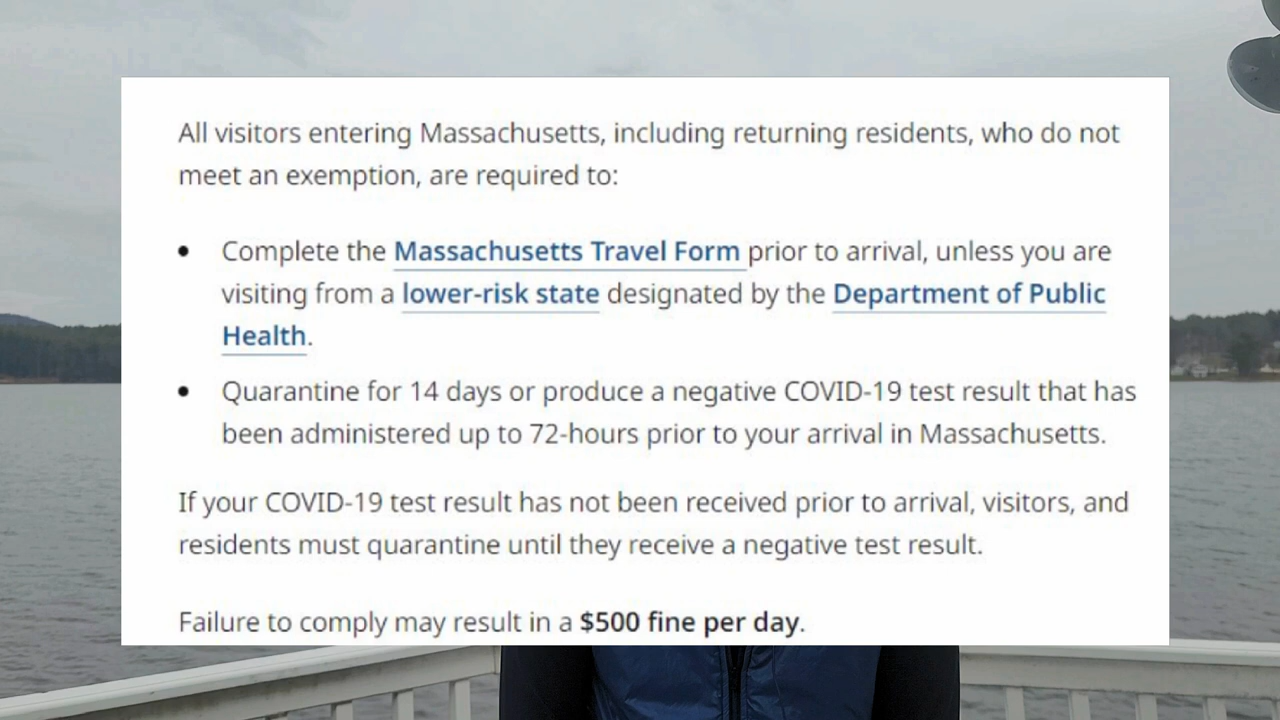 All visitors entering Massachusetts, including returning residents, who do not
meet an exemption, are required to:
• Complete the Massachusetts Travel Form prior to arrival, unless you are
visiting from a lower-risk state designated by the Department of Public
Health.
• Quarantine for 14 days or produce a negative COVID-19 test result that has
been administered up to 72-hours prior to your arrival in Massachusetts.
If your COVID-19 test result has not been received prior to arrival, visitors, and
residents must quarantine until they receive a negative test result.
Failure to comply may result in a $500 fine per day.